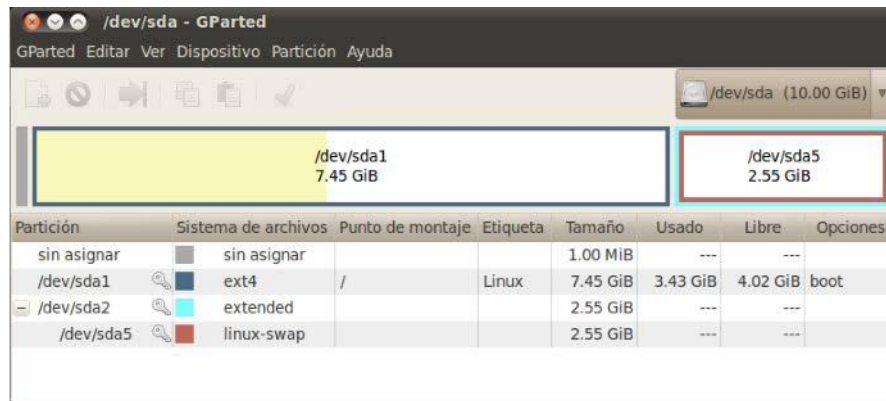 /dev/sda - GParted
GParted Editar Ver Dispositivo Partición Ayuda
/dev/sda (10.00 GiB)
/dev/sda1
7.45 GiB
/dev/sda5
2.55 GiB
Partición Sistema de archivos Punto de montaje Etiqueta Tamaño Usado Libre Opciones
sin asignar sin asignar 1.00 MiB --- ---
/dev/sda1 ext4 / Linux 7.45 GiB 3.43 GiB 4.02 GiB boot
/dev/sda2 extended 2.55 GiB --- ---
/dev/sda5 linux-swap 2.55 GiB --- ---